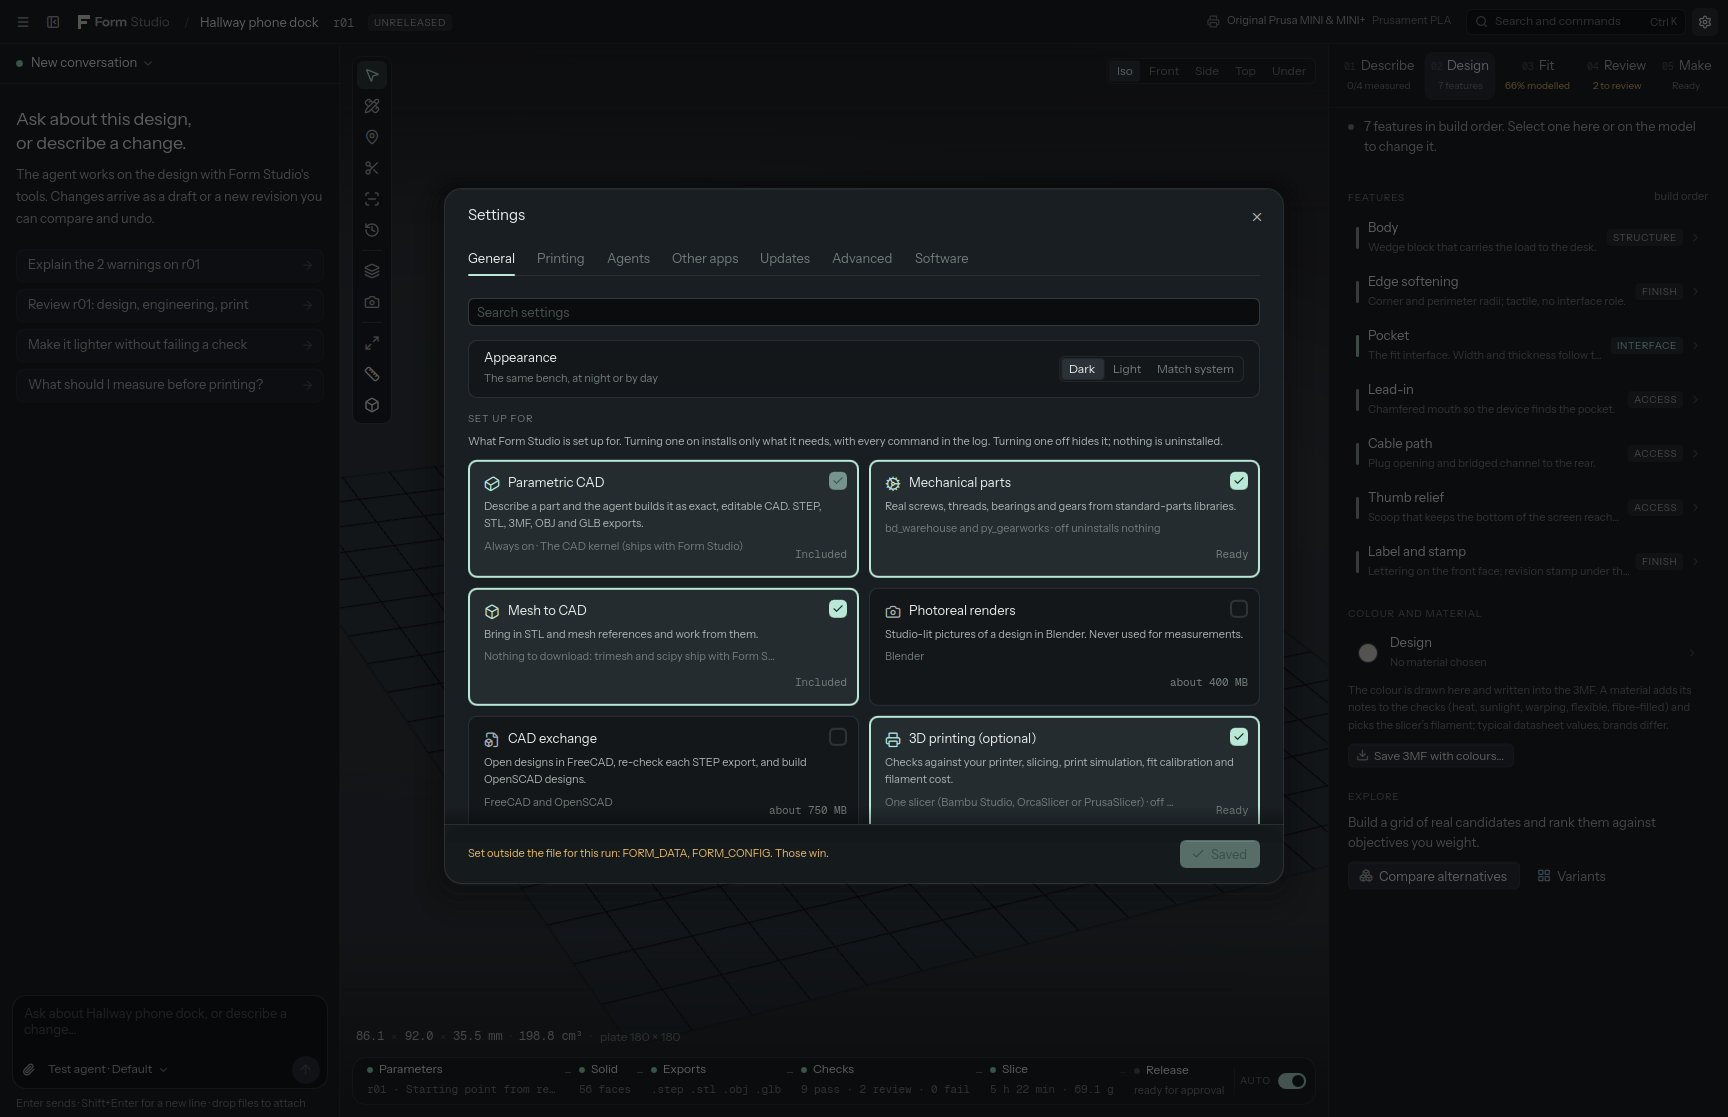 Form Studio / Hallway phone dock r01 UNRELEASED
Original Prusa MINI & MINI+ Prusament PLA
Search and commands Ctrl K
New conversation
Ask about this design,
or describe a change.
The agent works on the design with Form Studio's
tools. Changes arrive as a draft or a new revision you
can compare and undo.
Explain the 2 warnings on r01
Review r01: design, engineering, print
Make it lighter without failing a check
What should I measure before printing?
Ask about Hallway phone dock, or describe a
change...
Test agent · Default
Enter sends · Shift+Enter for a new line · drop files to attach
Iso Front Side Top Under
Settings
General Printing Agents Other apps Updates Advanced Software
Search settings
Appearance
The same bench, at night or by day
Dark Light Match system
SET UP FOR
What Form Studio is set up for. Turning one on installs only what it needs, with every command in the log. Turning one off hides it; nothing is uninstalled.
Parametric CAD
Describe a part and the agent builds it as exact, editable CAD. STEP,
STL, 3MF, OBJ and GLB exports.
Always on · The CAD kernel (ships with Form Studio)
Included
Mechanical parts
Real screws, threads, bearings and gears from standard-parts libraries.
bd_warehouse and py_gearworks · off uninstalls nothing
Ready
Mesh to CAD
Bring in STL and mesh references and work from them.
Nothing to download: trimesh and scipy ship with Form S...
Included
Photoreal renders
Studio-lit pictures of a design in Blender. Never used for measurements.
Blender
about 400 MB
CAD exchange
Open designs in FreeCAD, re-check each STEP export, and build
OpenSCAD designs.
FreeCAD and OpenSCAD
about 750 MB
3D printing (optional)
Checks against your printer, slicing, print simulation, fit calibration and
filament cost.
One slicer (Bambu Studio, OrcaSlicer or PrusaSlicer) · off ...
Ready
Set outside the file for this run: FORM_DATA, FORM_CONFIG. Those win.
Saved
86.1 × 92.0 × 35.5 mm · 198.8 cm³ · plate 180 × 180
Parameters
r01 · Starting point from re...
Solid
56 faces
Exports
.step .stl .obj .glb
Checks
9 pass · 2 review · 0 fail
Slice
5 h 22 min · 69.1 g
Release
ready for approval
AUTO
01 Describe
0/4 measured
02 Design
7 features
03 Fit
66% modelled
04 Review
2 to review
05 Make
Ready
7 features in build order. Select one here or on the model
to change it.
FEATURES build order
Body
Wedge block that carries the load to the desk.
STRUCTURE
Edge softening
Corner and perimeter radii; tactile, no interface role.
FINISH
Pocket
The fit interface. Width and thickness follow t...
INTERFACE
Lead-in
Chamfered mouth so the device finds the pocket.
ACCESS
Cable path
Plug opening and bridged channel to the rear.
ACCESS
Thumb relief
Scoop that keeps the bottom of the screen reach...
ACCESS
Label and stamp
Lettering on the front face; revision stamp under th...
FINISH
COLOUR AND MATERIAL
Design
No material chosen
The colour is drawn here and written into the 3MF. A material adds its
notes to the checks (heat, sunlight, warping, flexible, fibre-filled) and
picks the slicer's filament; typical datasheet values, brands differ.
Save 3MF with colours...
EXPLORE
Build a grid of real candidates and rank them against
objectives you weight.
Compare alternatives
Variants